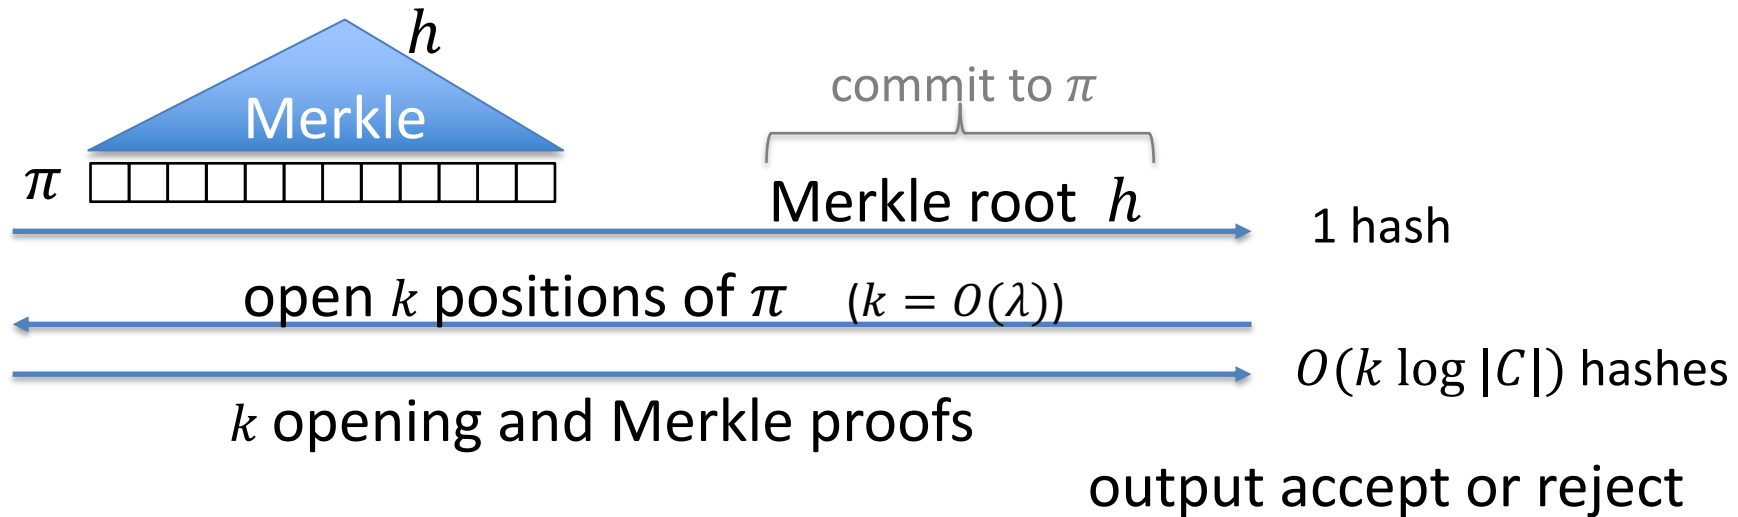 h
Merkle
π
commit to π
Merkle root h
1 hash
open k positions of π (k = O(λ))
O(k log |C|) hashes
k opening and Merkle proofs
output accept or reject